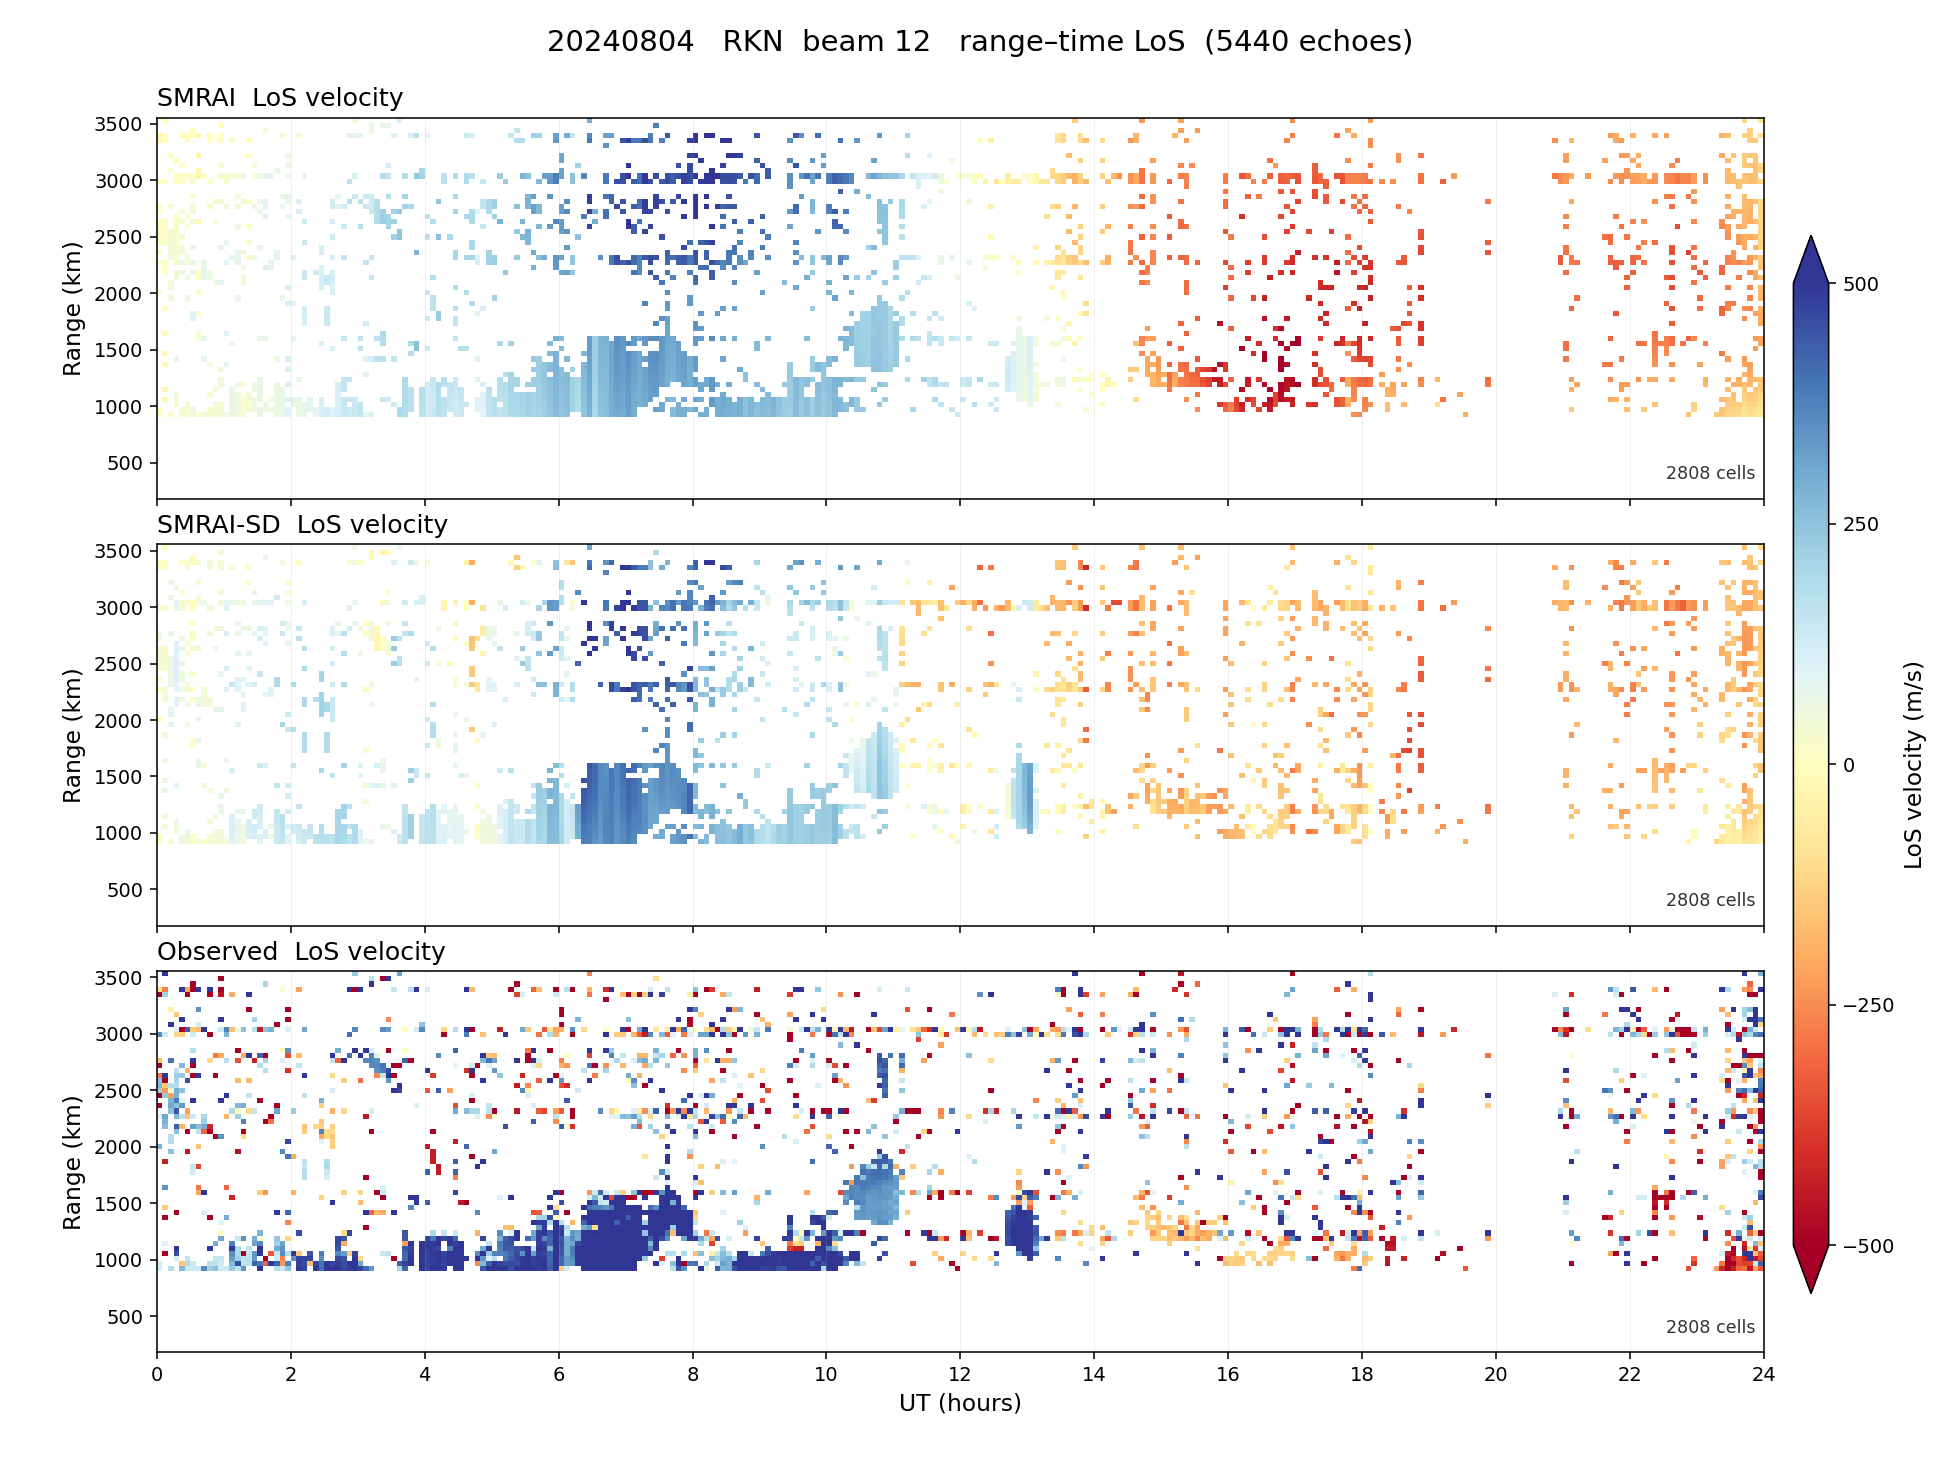 20240804   RKN  beam 12   range–time LoS  (5440 echoes)
SMRAI  LoS velocity
3500
3000
2500
2000
1500
1000
500
Range (km)
2808 cells
SMRAI-SD  LoS velocity
3500
3000
2500
2000
1500
1000
500
Range (km)
2808 cells
Observed  LoS velocity
3500
3000
2500
2000
1500
1000
500
Range (km)
2808 cells
0 2 4 6 8 10 12 14 16 18 20 22 24
UT (hours)
500
250
0
−250
−500
LoS velocity (m/s)